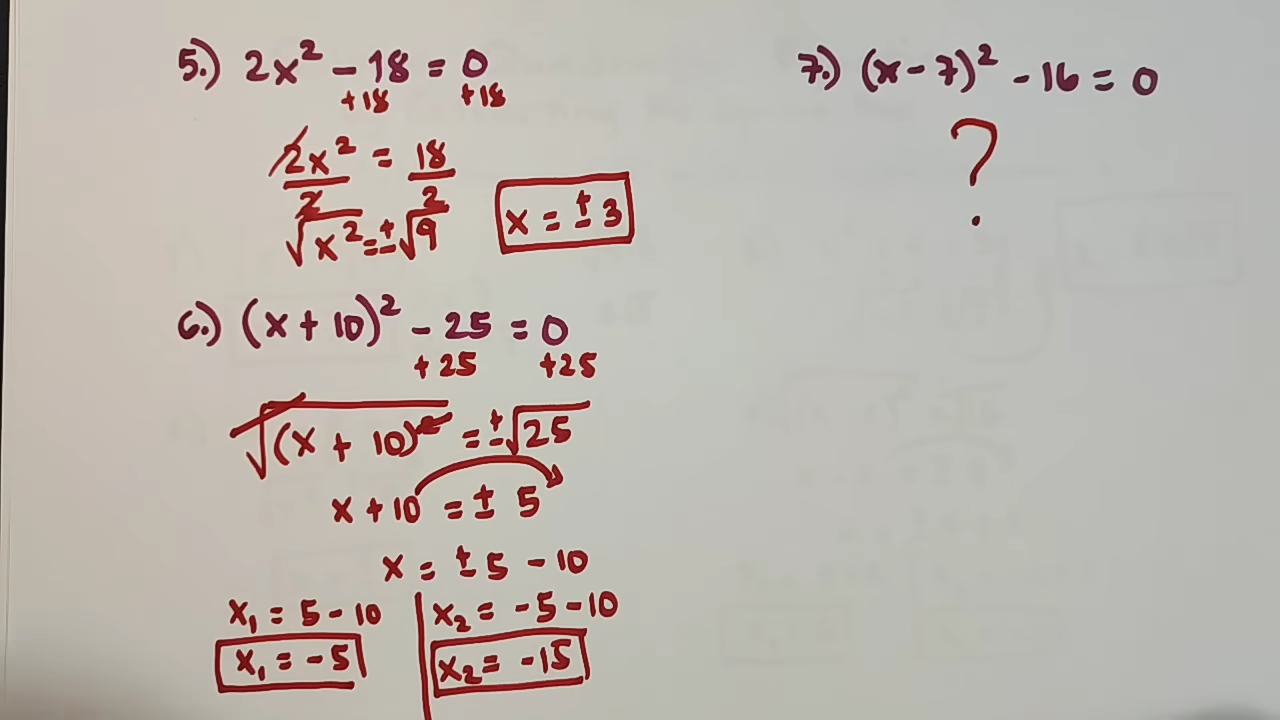 5.) 2x² - 18 = 0
+18 +18
2x² = 18
2 2
√x² = ±√9
x = ± 3
6.) (x + 10)² - 25 = 0
+25 +25
√(x + 10)² = ±√25
x + 10 = ± 5
x = ± 5 - 10
x₁ = 5 - 10
x₁ = -5
x₂ = -5 - 10
x₂ = -15
7.) (x - 7)² - 16 = 0
?